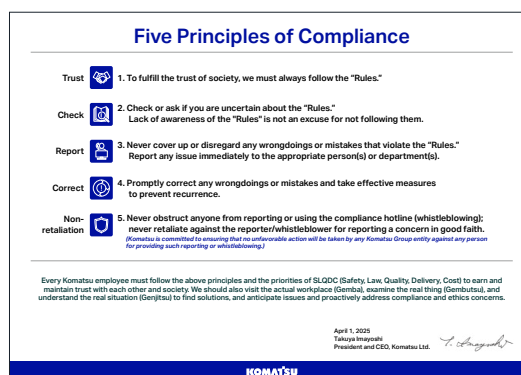 Five Principles of Compliance
Trust
1. To fulfill the trust of society, we must always follow the "Rules."
Check
2. Check or ask if you are uncertain about the "Rules."
Lack of awareness of the "Rules" is not an excuse for not following them.
Report
3. Never cover up or disregard any wrongdoings or mistakes that violate the "Rules."
Report any issue immediately to the appropriate person(s) or department(s).
Correct
4. Promptly correct any wrongdoings or mistakes and take effective measures
to prevent recurrence.
Non-
retaliation
5. Never obstruct anyone from reporting or using the compliance hotline (whistleblowing);
never retaliate against the reporter/whistleblower for reporting a concern in good faith.
(Komatsu is committed to ensuring that no unfavorable action will be taken by any Komatsu Group entity against any person
for providing such reporting or whistleblowing.)
Every Komatsu employee must follow the above principles and the priorities of SLQDC (Safety, Law, Quality, Delivery, Cost) to earn and
maintain trust with each other and society. We should also visit the actual workplace (Gemba), examine the real thing (Gembutsu), and
understand the real situation (Genjitsu) to find solutions, and anticipate issues and proactively address compliance and ethics concerns.
April 1, 2025
Takuya Imayoshi
President and CEO, Komatsu Ltd.
T. Imayoshi
KOMATSU